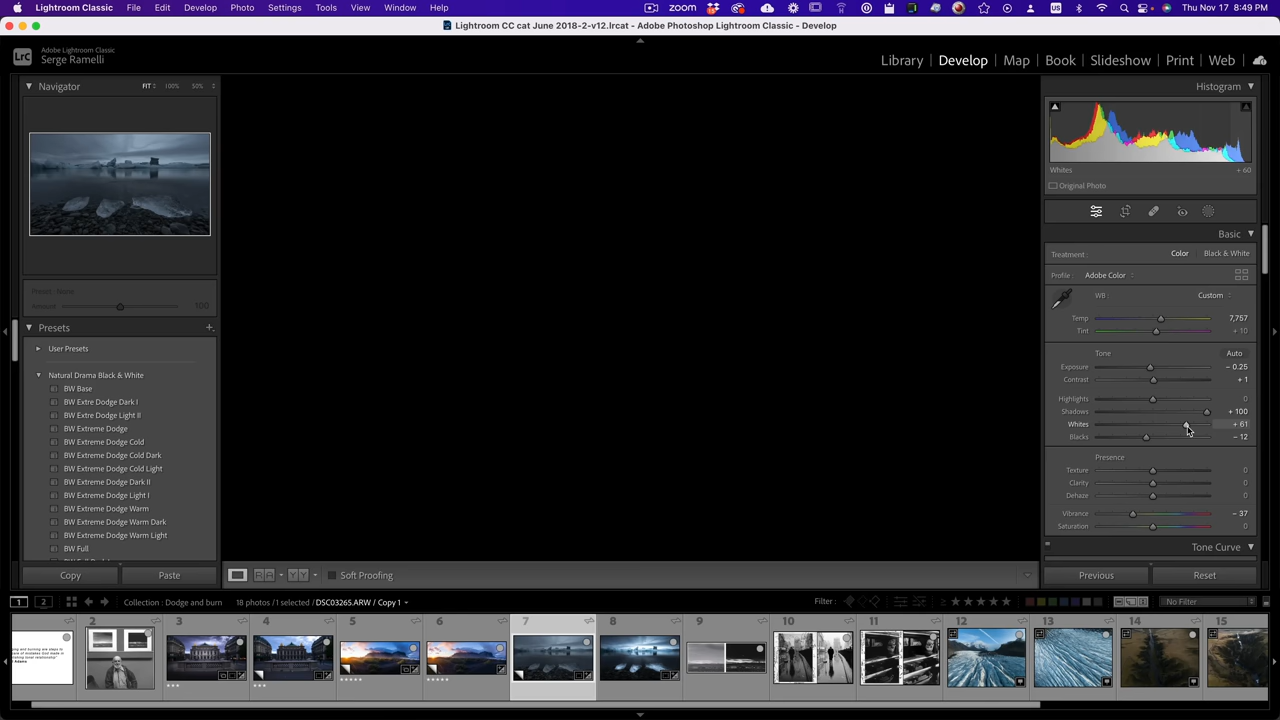 Lightroom Classic File Edit Develop Photo Settings Tools View Window Help zoom Thu Nov 17 8:49 PM
Lightroom CC cat June 2018-2-v12.lrcat - Adobe Photoshop Lightroom Classic - Develop
LrC Adobe Lightroom Classic
Serge Ramelli
Library Develop Map Book Slideshow Print Web
Navigator FIT 100% 50%
Preset: None
Amount 100
Presets
User Presets
Natural Drama Black & White
BW Base
BW Extre Dodge Dark I
BW Extre Dodge Light II
BW Extreme Dodge
BW Extreme Dodge Cold
BW Extreme Dodge Cold Dark
BW Extreme Dodge Cold Light
BW Extreme Dodge Dark II
BW Extreme Dodge Light I
BW Extreme Dodge Warm
BW Extreme Dodge Warm Dark
BW Extreme Dodge Warm Light
BW Full
Copy Paste
Soft Proofing
Histogram
Whites + 60
Original Photo
Basic
Treatment : Color Black & White
Profile : Adobe Color
WB : Custom
Temp 7,757
Tint + 10
Tone Auto
Exposure – 0.25
Contrast + 1
Highlights 0
Shadows + 100
Whites + 61
Blacks – 12
Presence
Texture 0
Clarity 0
Dehaze 0
Vibrance – 37
Saturation 0
Tone Curve
Previous Reset
1 2 Collection : Dodge and burn 18 photos / 1 selected / DSC03265.ARW / Copy 1 Filter : No Filter
2 3 4 5 6 7 8 9 10 11 12 13 14 15